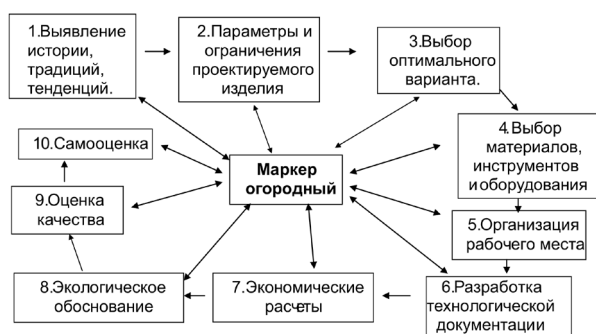 1.Выявление
истории,
традиций,
тенденций.
2.Параметры и
ограничения
проектируемого
изделия
3.Выбор
оптимального
варианта.
4.Выбор
материалов,
инструментов
и оборудования
5.Организация
рабочего места
6.Разработка
технологической
документации
7.Экономические
расчеты
8.Экологическое
обоснование
9.Оценка
качества
10.Самооценка
Маркер
огородный